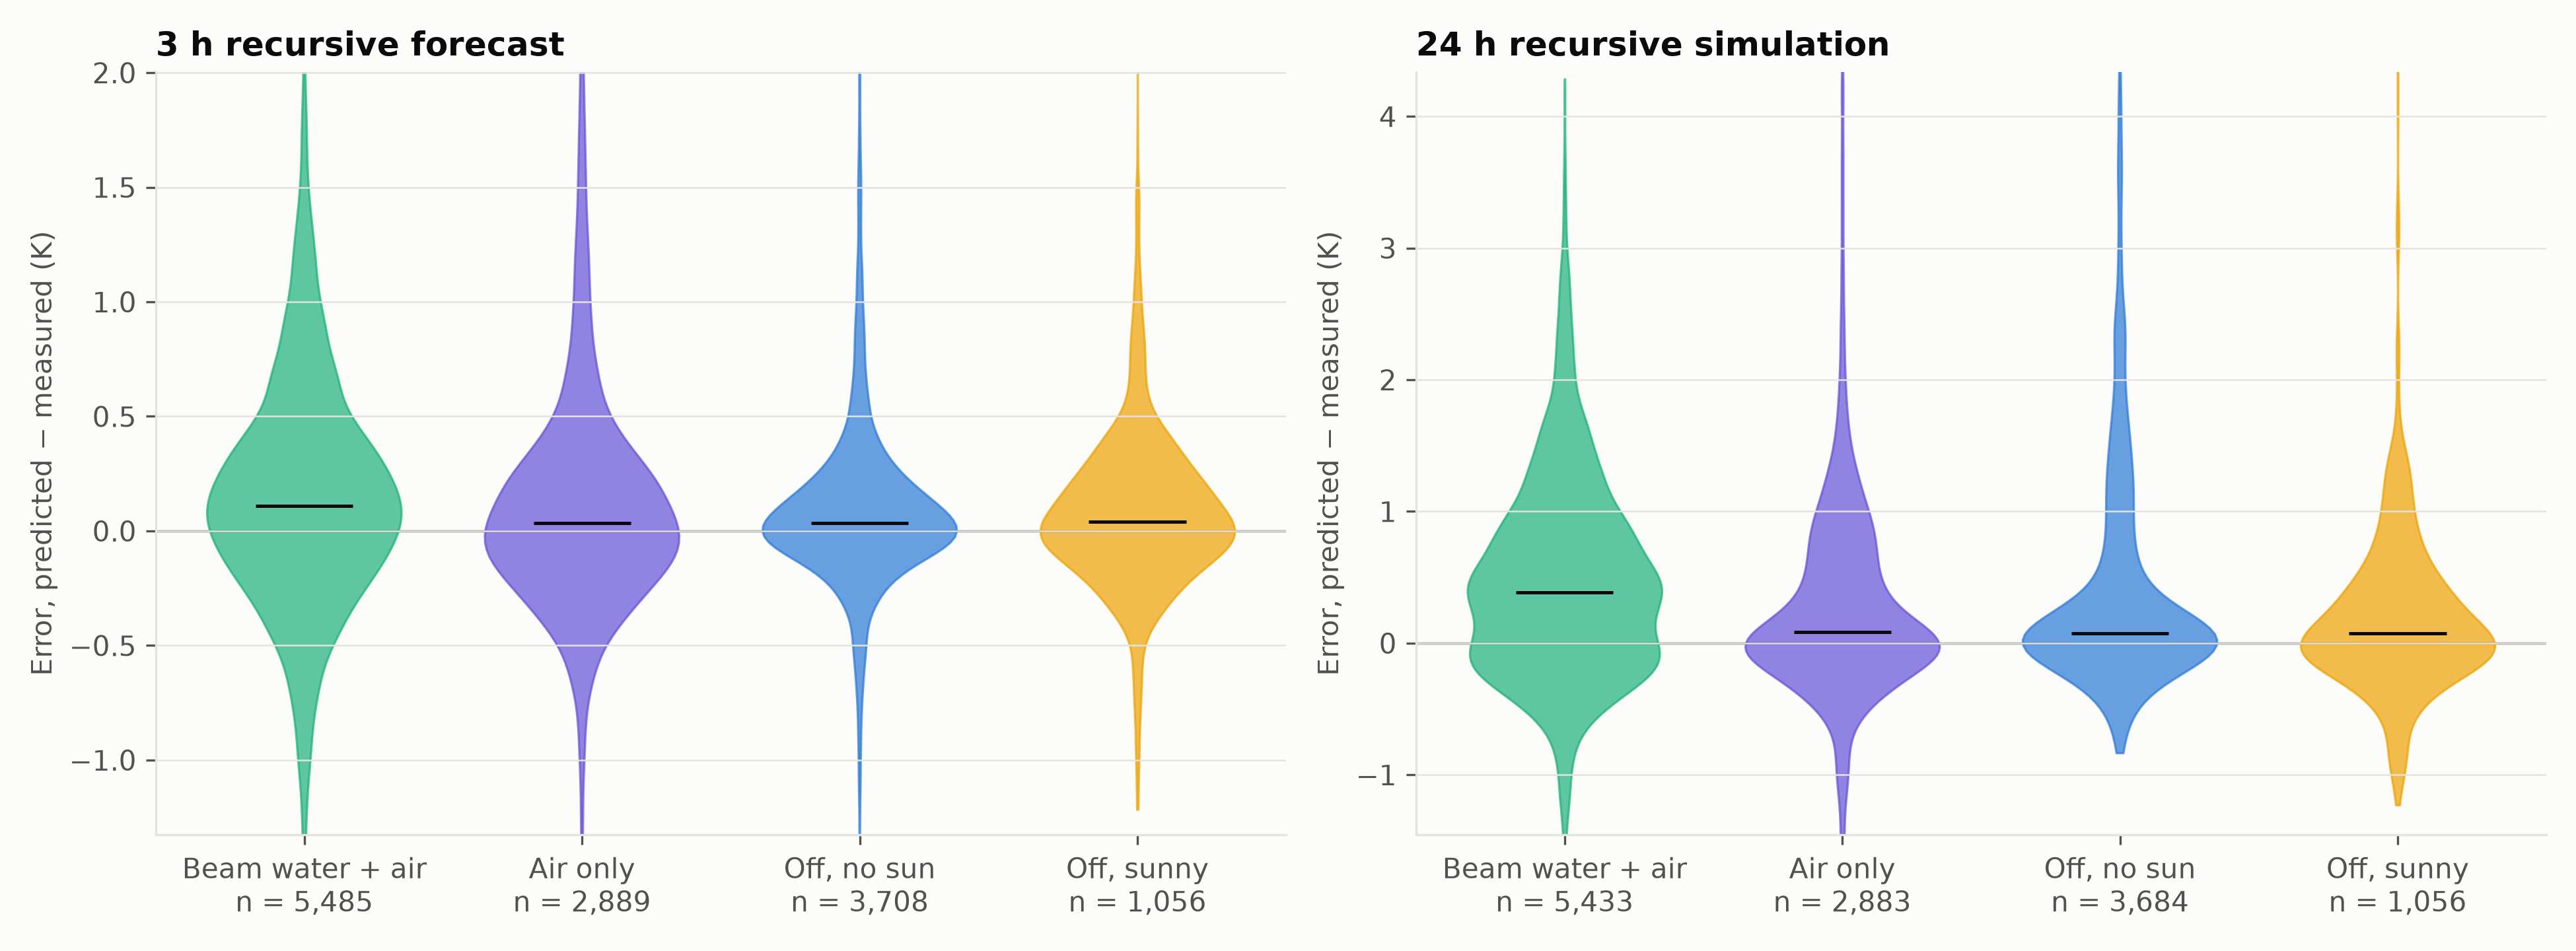 3 h recursive forecast
Error, predicted − measured (K)
2.0
1.5
1.0
0.5
0.0
−0.5
−1.0
Beam water + air
n = 5,485
Air only
n = 2,889
Off, no sun
n = 3,708
Off, sunny
n = 1,056
24 h recursive simulation
Error, predicted − measured (K)
4
3
2
1
0
−1
Beam water + air
n = 5,433
Air only
n = 2,883
Off, no sun
n = 3,684
Off, sunny
n = 1,056